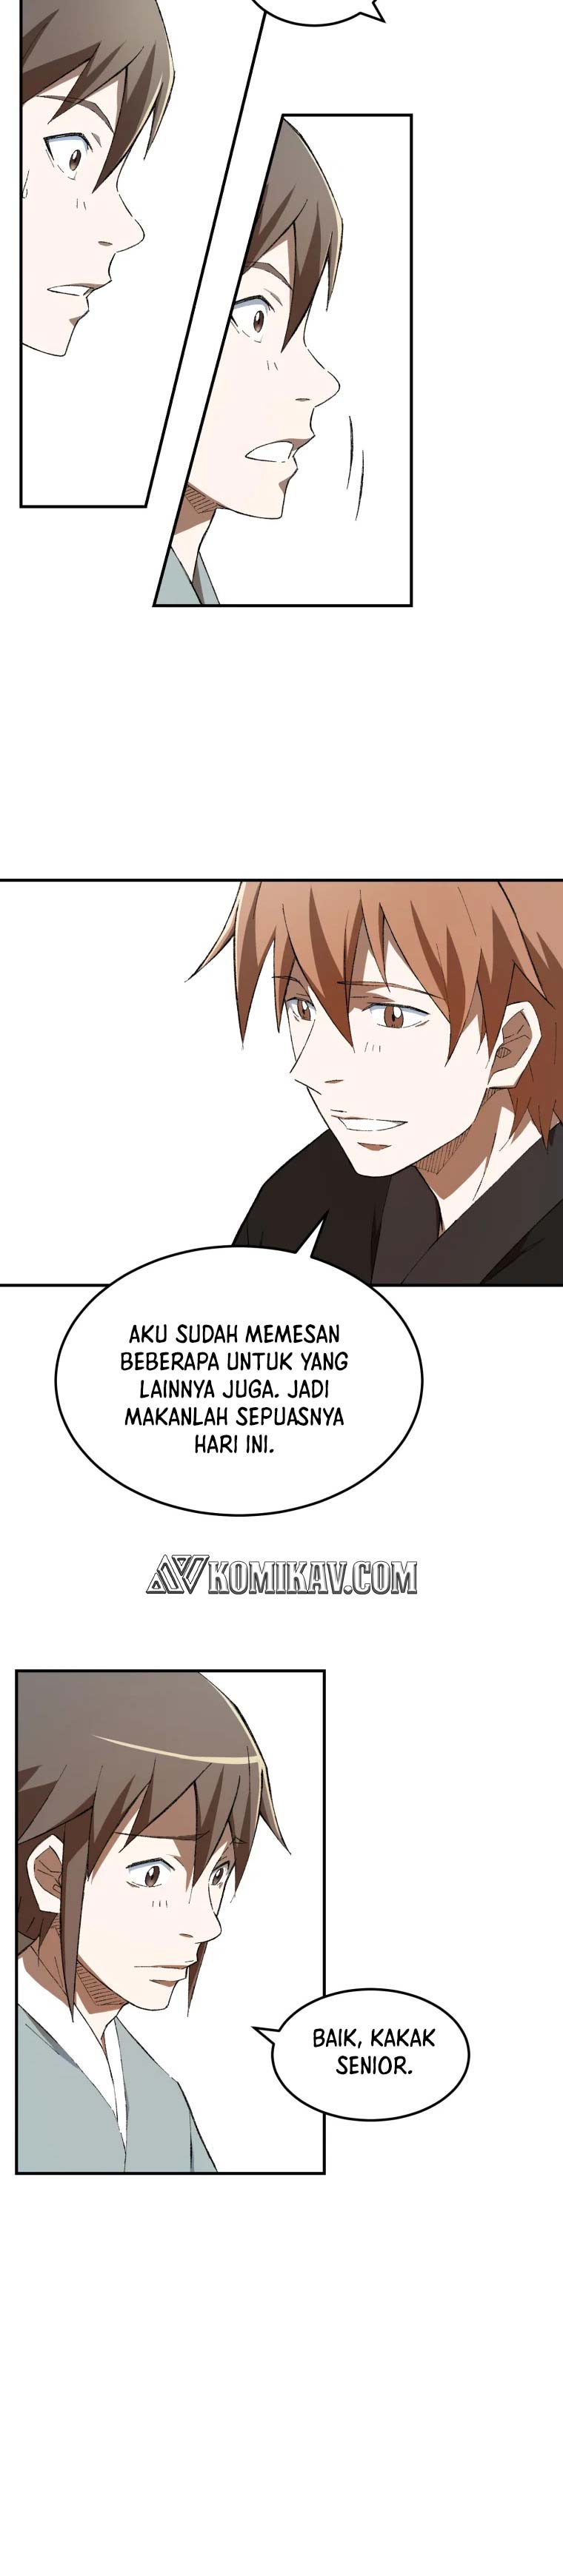 AKU SUDAH MEMESAN
BEBERAPA UNTUK YANG
LAINNYA JUGA. JADI
MAKANLAH SEPUASNYA
HARI INI.
KOMIKAV.COM
BAIK, KAKAK
SENIOR.